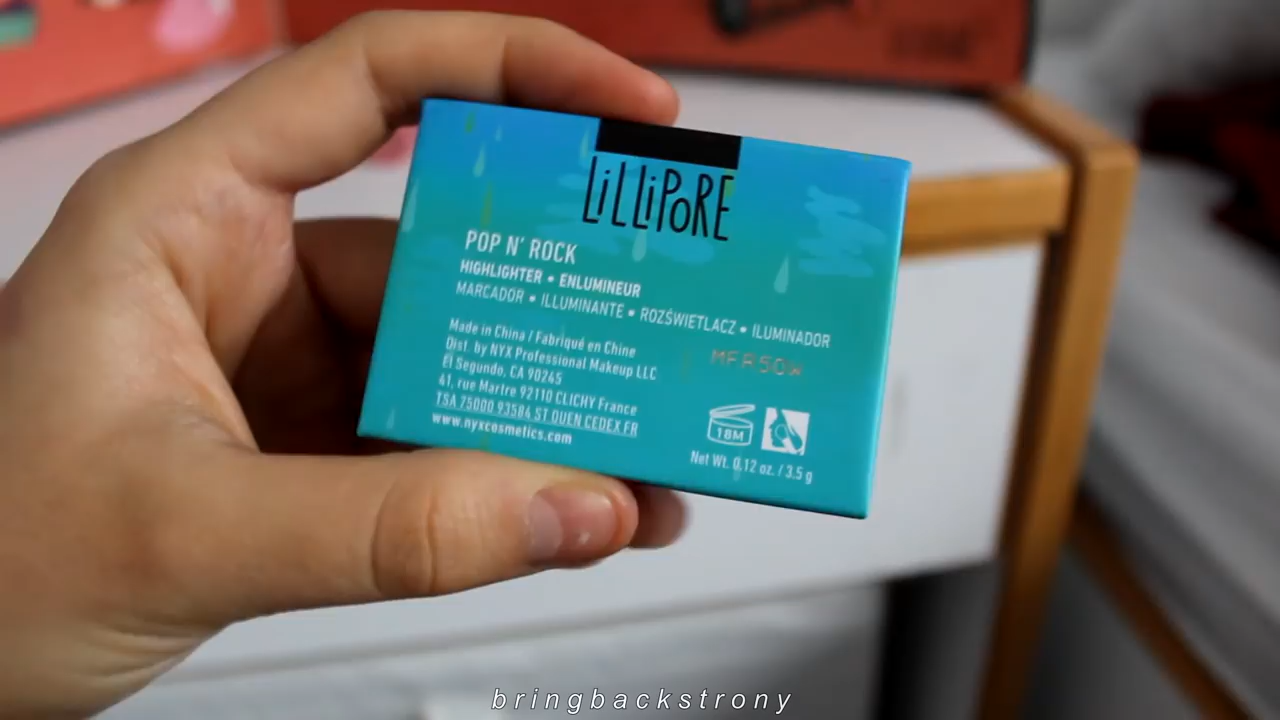 LiLLiPoRE
POP N' ROCK
HIGHLIGHTER • ENLUMINEUR
MARCADOR • ILLUMINANTE • ROZŚWIETLACZ • ILUMINADOR
Made in China / Fabriqué en Chine
Dist. by NYX Professional Makeup LLC
El Segundo, CA 90245
41, rue Martre 92110 CLICHY France
TSA 75000 93584 ST OUEN CEDEX FR
www.nyxcosmetics.com
MFR50W
18M
Net Wt. 0.12 oz. / 3.5 g
bringbackstrony